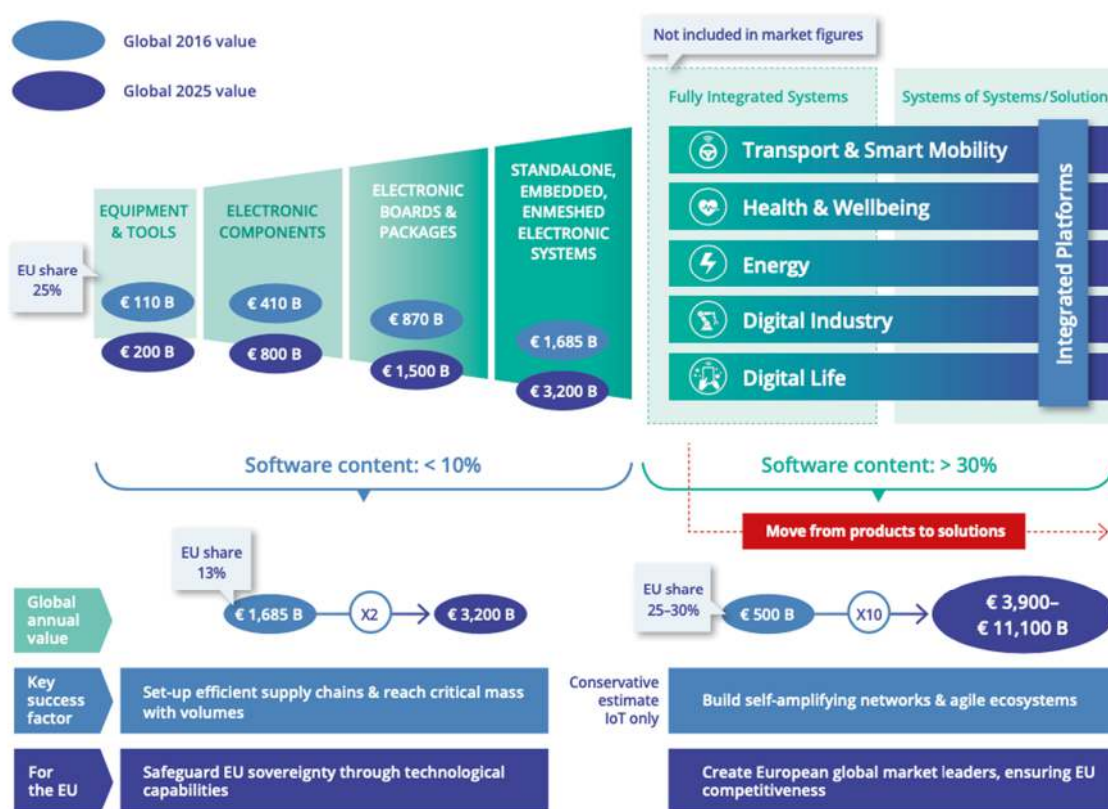 Global 2016 value
Global 2025 value
Not included in market figures
Fully Integrated Systems
Systems of Systems/Solution
EQUIPMENT
& TOOLS
ELECTRONIC
COMPONENTS
ELECTRONIC
BOARDS &
PACKAGES
STANDALONE,
EMBEDDED,
ENMESHED
ELECTRONIC
SYSTEMS
EU share
25%
€ 110 B
€ 410 B
€ 870 B
€ 1,685 B
€ 200 B
€ 800 B
€ 1,500 B
€ 3,200 B
Transport & Smart Mobility
Health & Wellbeing
Energy
Digital Industry
Digital Life
Integrated Platforms
Software content: < 10%
Software content: > 30%
Move from products to solutions
Global
annual
value
EU share
13%
€ 1,685 B
X2
€ 3,200 B
EU share
25–30%
€ 500 B
X10
€ 3,900–
€ 11,100 B
Key
success
factor
Set-up efficient supply chains & reach critical mass
with volumes
Conservative
estimate
IoT only
Build self-amplifying networks & agile ecosystems
For
the EU
Safeguard EU sovereignty through technological
capabilities
Create European global market leaders, ensuring EU
competitiveness